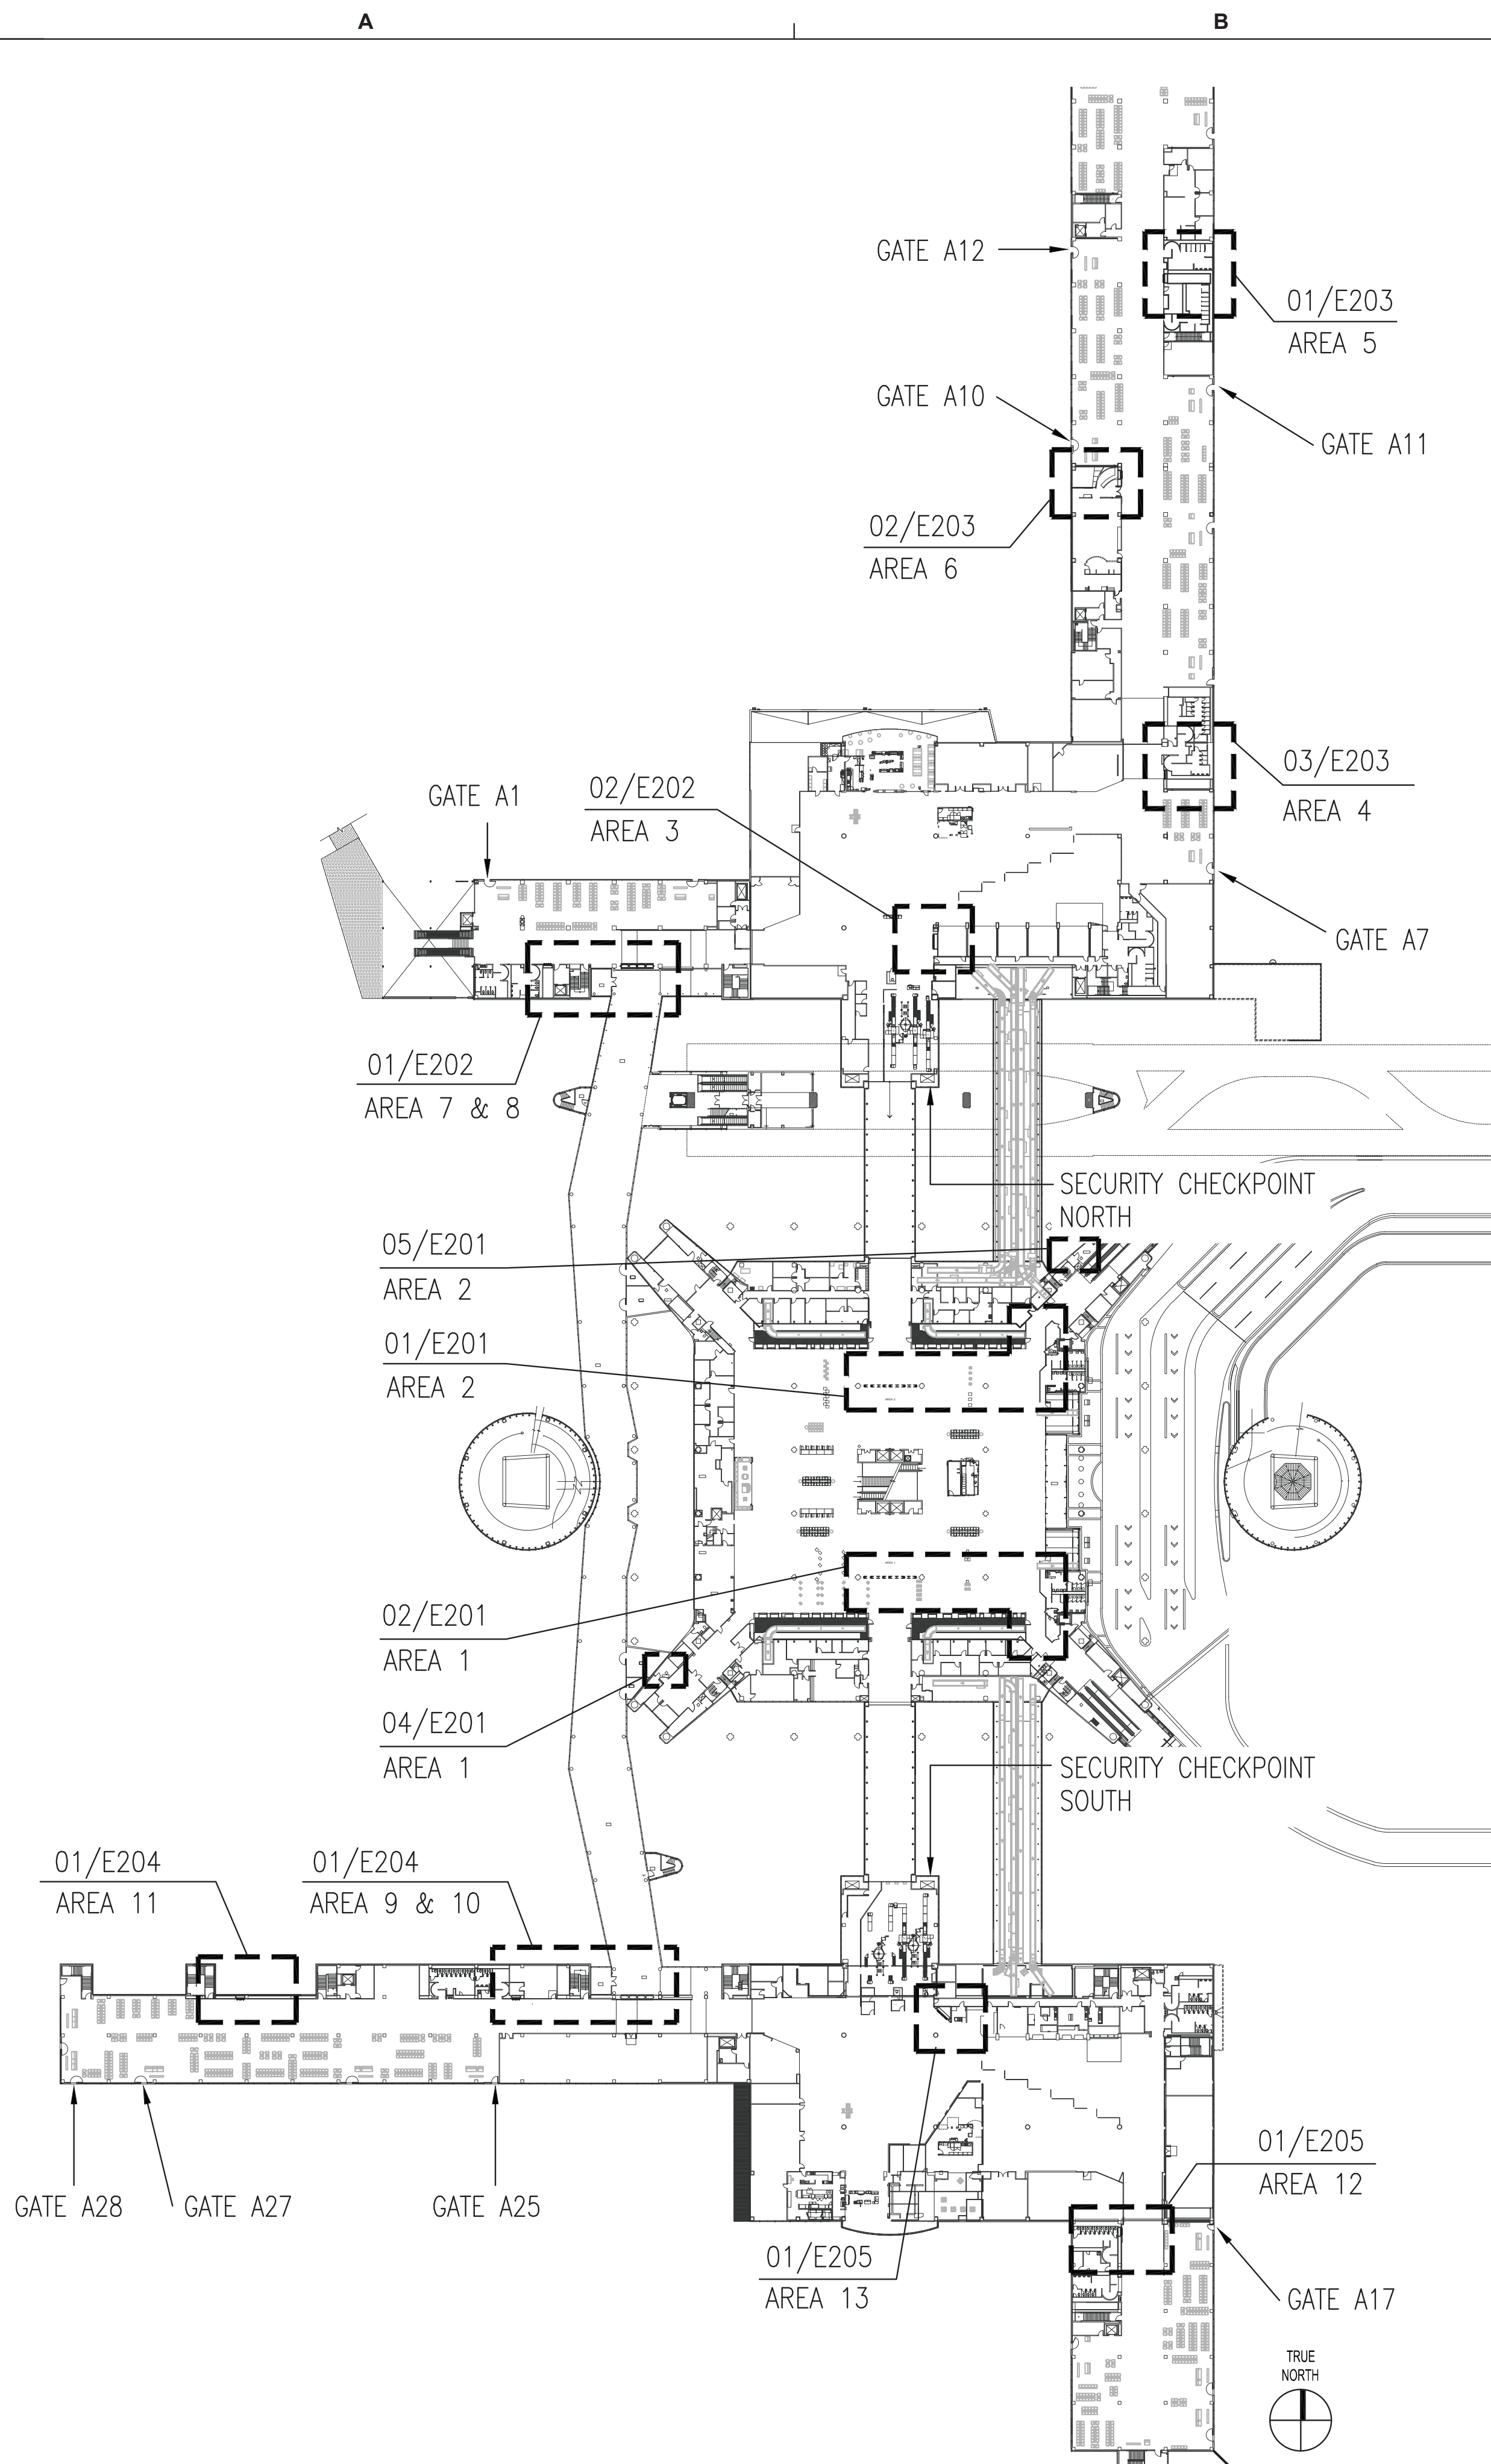 A
B
GATE A12
01/E203
AREA 5
GATE A10
GATE A11
02/E203
AREA 6
03/E203
AREA 4
02/E202
AREA 3
GATE A1
GATE A7
01/E202
AREA 7 & 8
SECURITY CHECKPOINT
NORTH
05/E201
AREA 2
01/E201
AREA 2
02/E201
AREA 1
04/E201
AREA 1
SECURITY CHECKPOINT
SOUTH
01/E204
AREA 11
01/E204
AREA 9 & 10
01/E205
AREA 12
GATE A28
GATE A27
GATE A25
01/E205
AREA 13
GATE A17
TRUE
NORTH